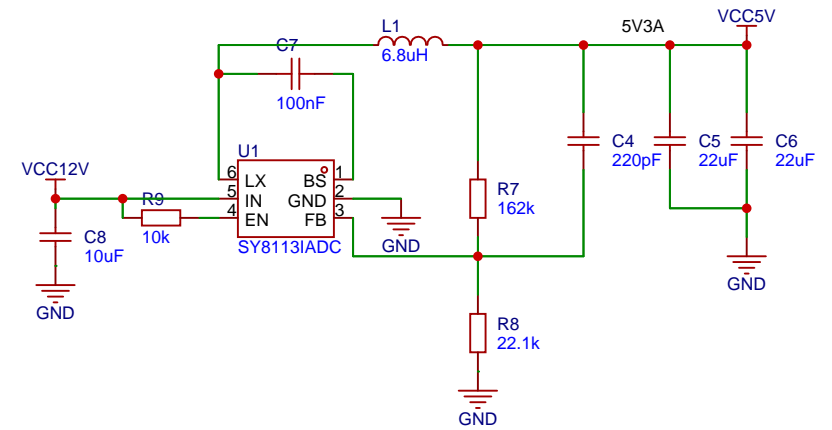 L1
5V3A
VCC5V
C7
6.8uH
100nF
C4
220pF
C5
22uF
C6
22uF
U1
VCC12V
6
LX
BS
1
R9
5
IN
GND
2
4
EN
FB
3
R7
162k
C8
10uF
10k
SY8113IADC
GND
GND
GND
R8
22.1k
GND